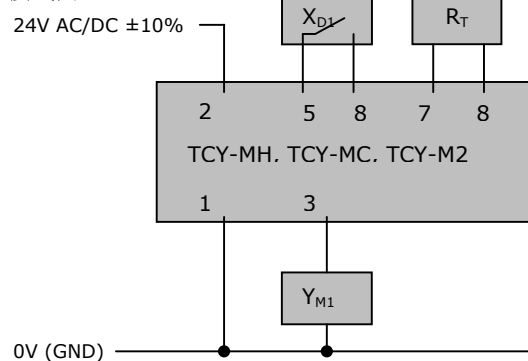 24V AC/DC ±10%
XD1
RT
2 5 8 7 8
TCY-MH, TCY-MC, TCY-M2
1 3
YM1
0V (GND)